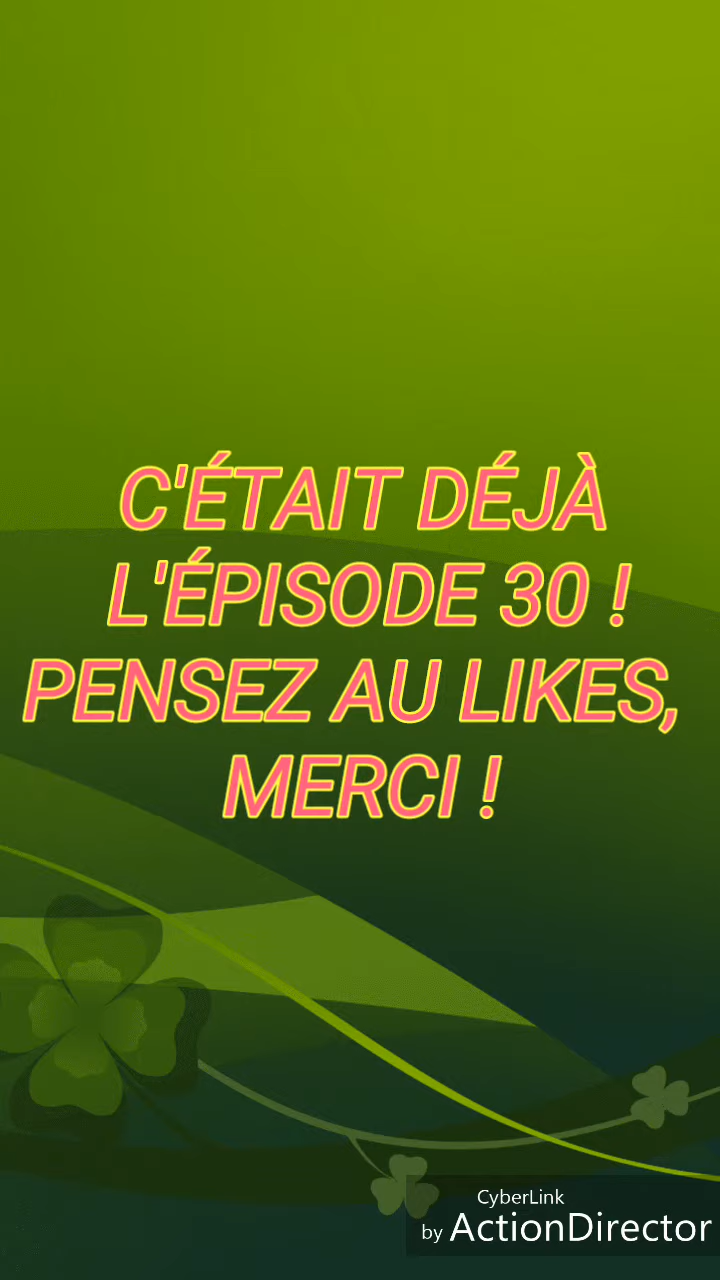 C'ÉTAIT DÉJÀ
L'ÉPISODE 30 !
PENSEZ AU LIKES,
MERCI !
CyberLink
by ActionDirector